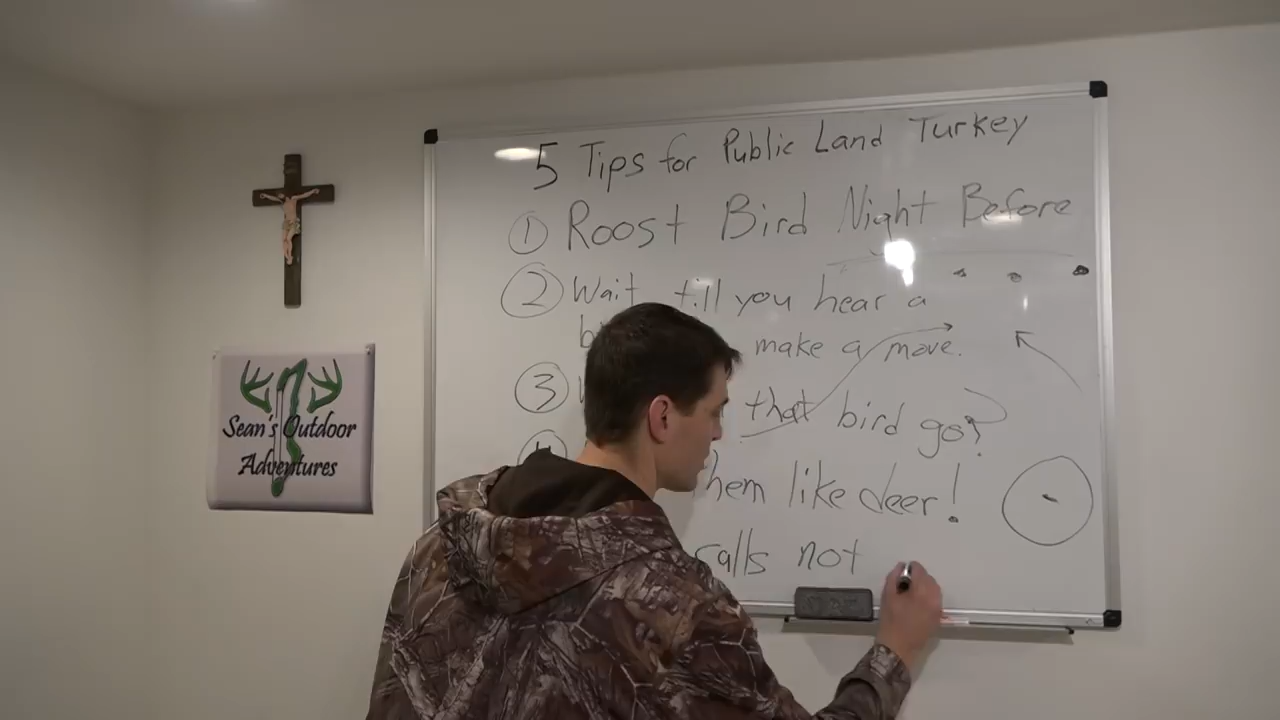 5 Tips for Public Land Turkey
1 Roost Bird Night Before
2 Wait till you hear a
make a move.
3 that bird go?
them like deer!
calls not
Sean's Outdoor
Adventures